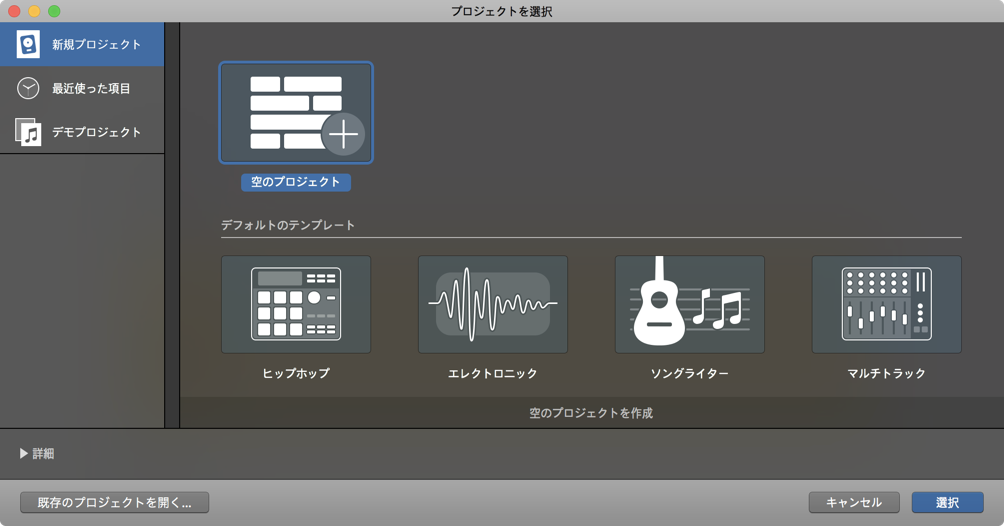 プロジェクトを選択
新規プロジェクト
最近使った項目
デモプロジェクト
空のプロジェクト
デフォルトのテンプレート
ヒップホップ
エレクトロニック
ソングライター
マルチトラック
空のプロジェクトを作成
詳細
既存のプロジェクトを開く...
キャンセル
選択